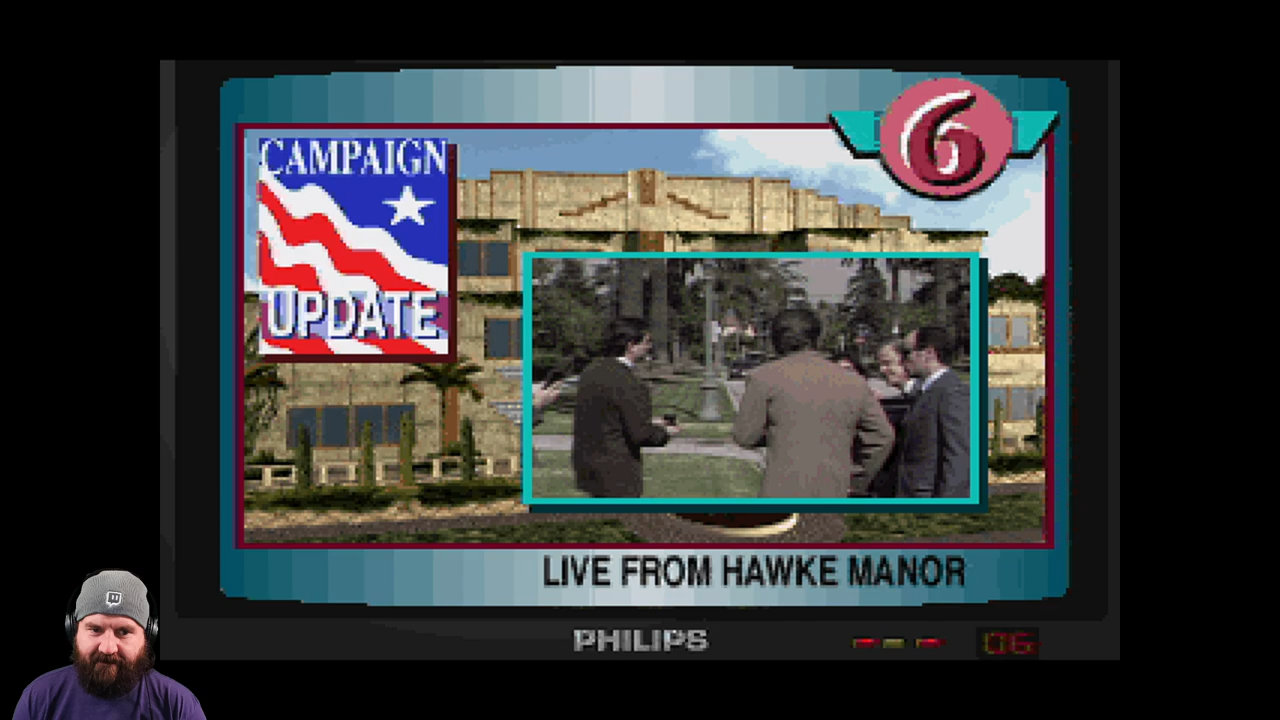 CAMPAIGN
6
UPDATE
LIVE FROM HAWKE MANOR
PHILIPS
06